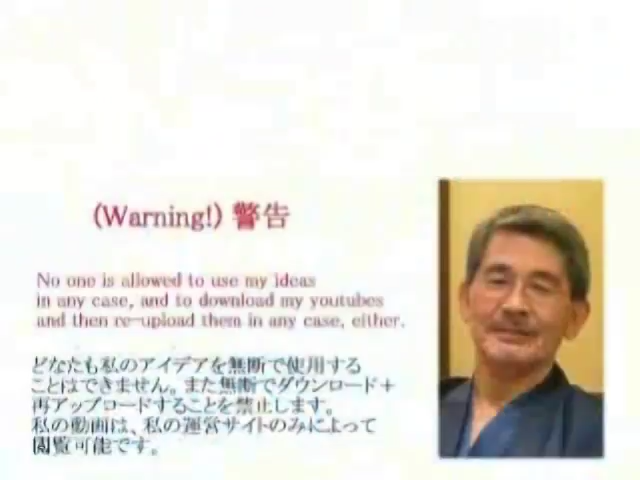 (Warning!) 警告
No one is allowed to use my ideas
in any case, and to download my youtubes
and then re-upload them in any case, either.
どなたも私のアイデアを無断で使用する
ことはできません。また無断でダウンロード＋
再アップロードすることを禁止します。
私の動画は、私の運営サイトのみによって
閲覧可能です。